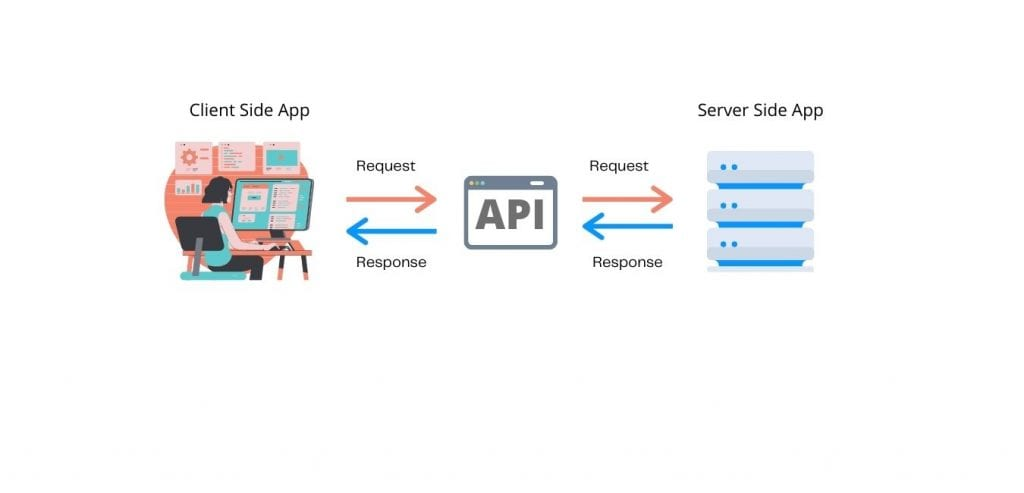 Client Side App
Server Side App
Request
Request
API
Response
Response